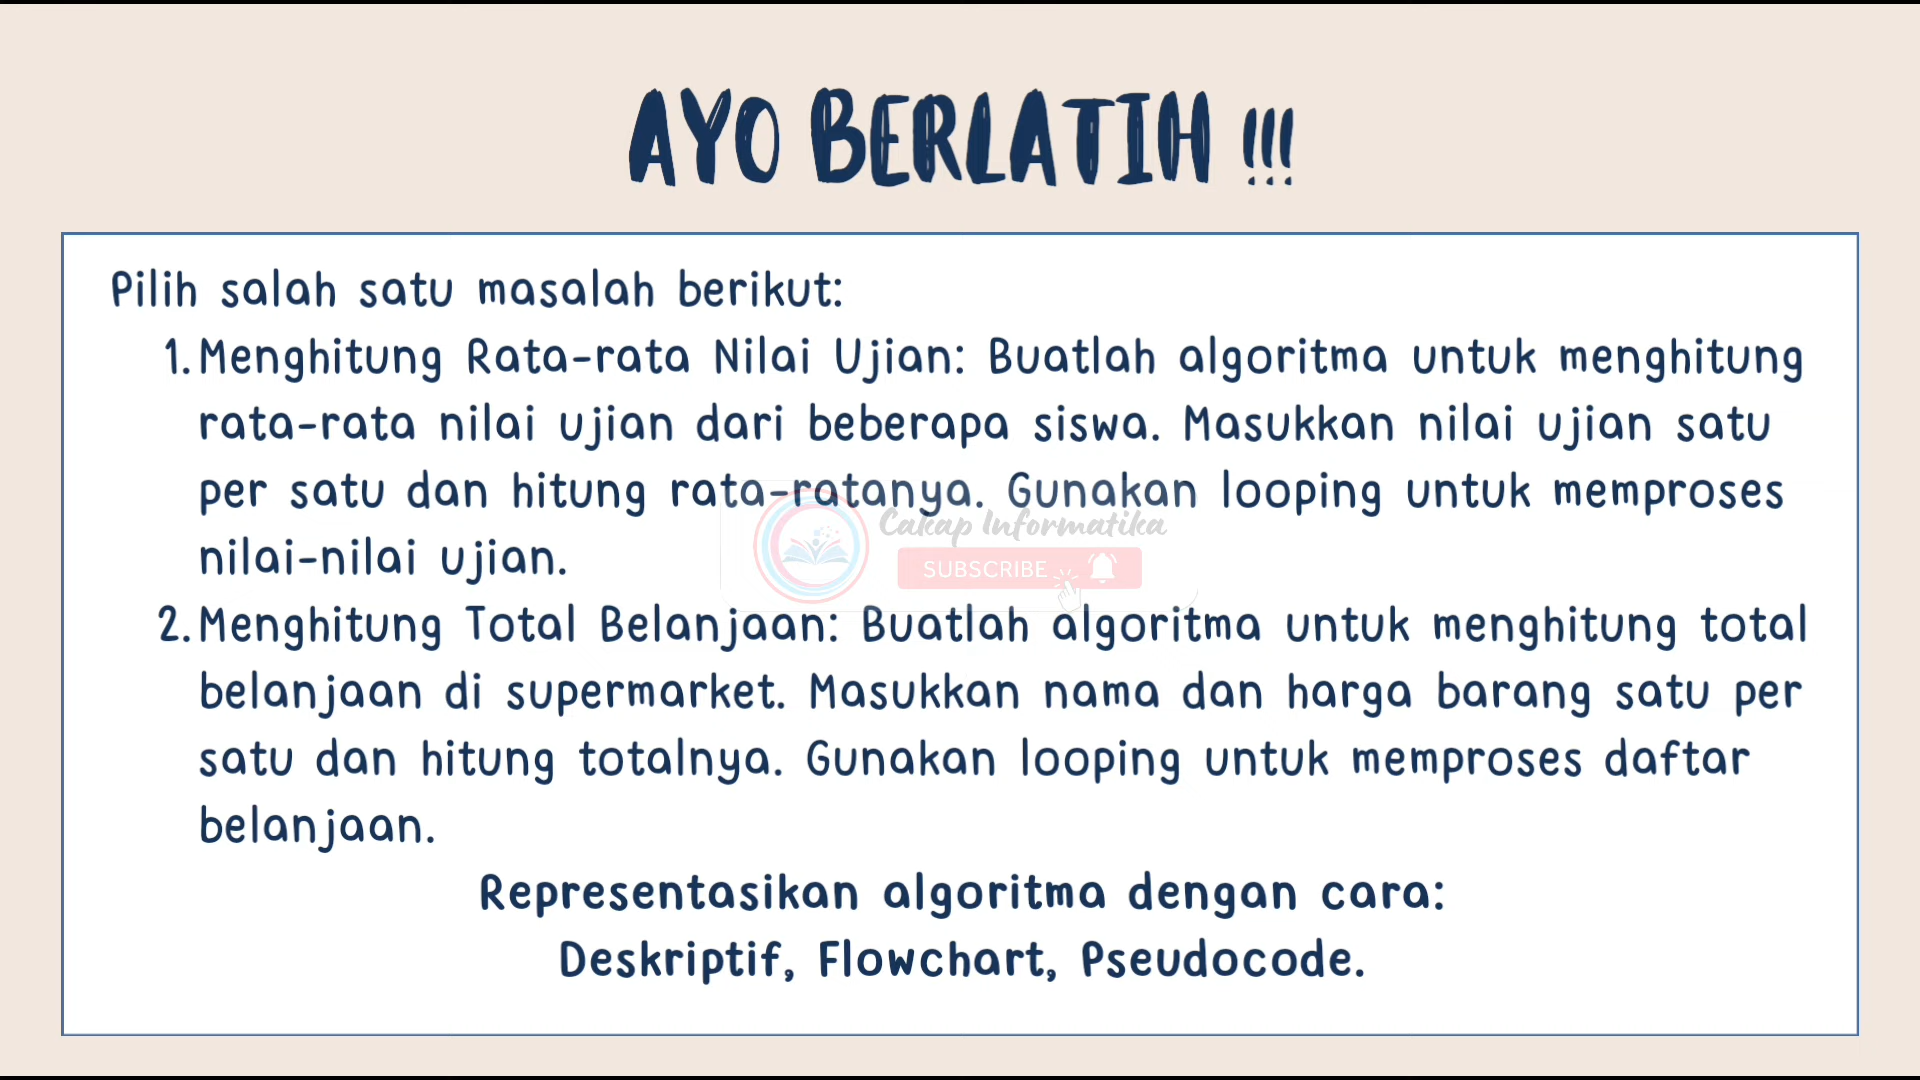 AYO BERLATIH !!!
Pilih salah satu masalah berikut:
1. Menghitung Rata-rata Nilai Ujian: Buatlah algoritma untuk menghitung
rata-rata nilai ujian dari beberapa siswa. Masukkan nilai ujian satu
per satu dan hitung rata-ratanya. Gunakan looping untuk memproses
Cakap Informatika
nilai-nilai ujian.
SUBSCRIBE
2. Menghitung Total Belanjaan: Buatlah algoritma untuk menghitung total
belanjaan di supermarket. Masukkan nama dan harga barang satu per
satu dan hitung totalnya. Gunakan looping untuk memproses daftar
belanjaan.
Representasikan algoritma dengan cara:
Deskriptif, Flowchart, Pseudocode.